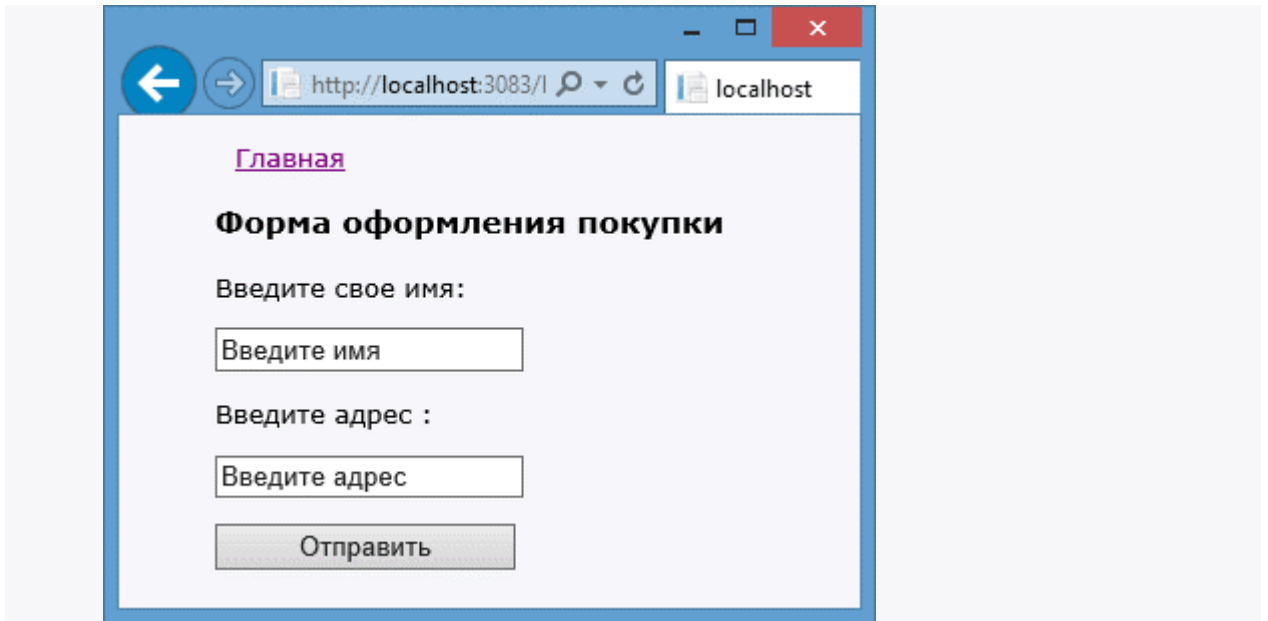 http://localhost:3083/l
localhost
Главная
Форма оформления покупки
Введите свое имя:
Введите имя
Введите адрес :
Введите адрес
Отправить